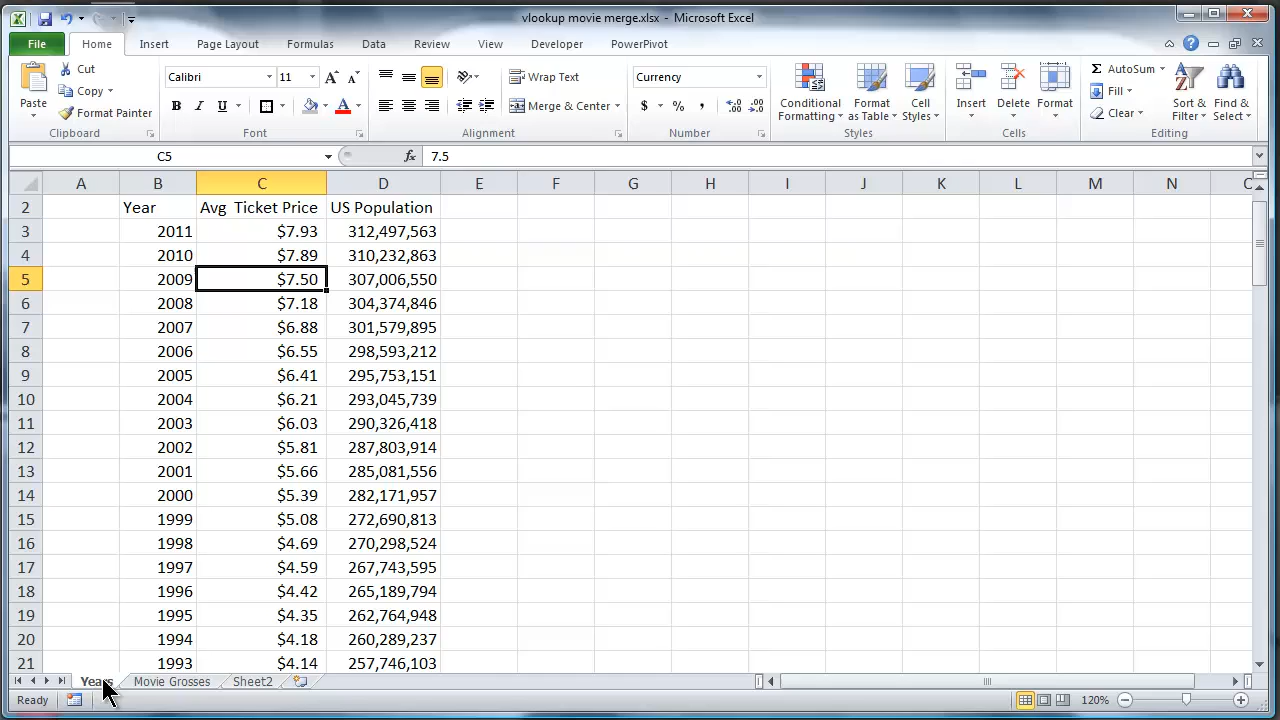 vlookup movie merge.xlsx - Microsoft Excel
File Home Insert Page Layout Formulas Data Review View Developer PowerPivot
Paste
Cut
Copy
Format Painter
Clipboard
Calibri 11
B I U
Font
Wrap Text
Merge & Center
Alignment
Currency
$ % ,
Number
Conditional Formatting
Format as Table
Cell Styles
Styles
Insert
Delete
Format
Cells
AutoSum
Fill
Clear
Sort & Filter
Find & Select
Editing
C5 fx 7.5
A B C D E F G H I J K L M N
2 Year Avg Ticket Price US Population
3 2011 $7.93 312,497,563
4 2010 $7.89 310,232,863
5 2009 $7.50 307,006,550
6 2008 $7.18 304,374,846
7 2007 $6.88 301,579,895
8 2006 $6.55 298,593,212
9 2005 $6.41 295,753,151
10 2004 $6.21 293,045,739
11 2003 $6.03 290,326,418
12 2002 $5.81 287,803,914
13 2001 $5.66 285,081,556
14 2000 $5.39 282,171,957
15 1999 $5.08 272,690,813
16 1998 $4.69 270,298,524
17 1997 $4.59 267,743,595
18 1996 $4.42 265,189,794
19 1995 $4.35 262,764,948
20 1994 $4.18 260,289,237
21 1993 $4.14 257,746,103
Movie Grosses Sheet2
Ready 120%